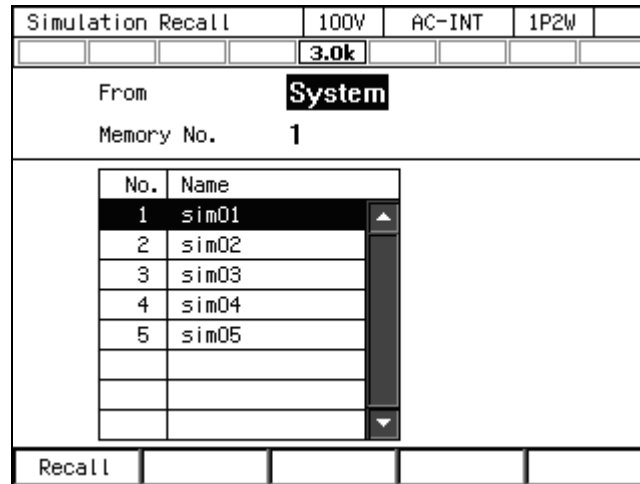 Simulation Recall 100V AC-INT 1P2W
3.0k
From System
Memory No. 1
No. Name
1 sim01
2 sim02
3 sim03
4 sim04
5 sim05
Recall